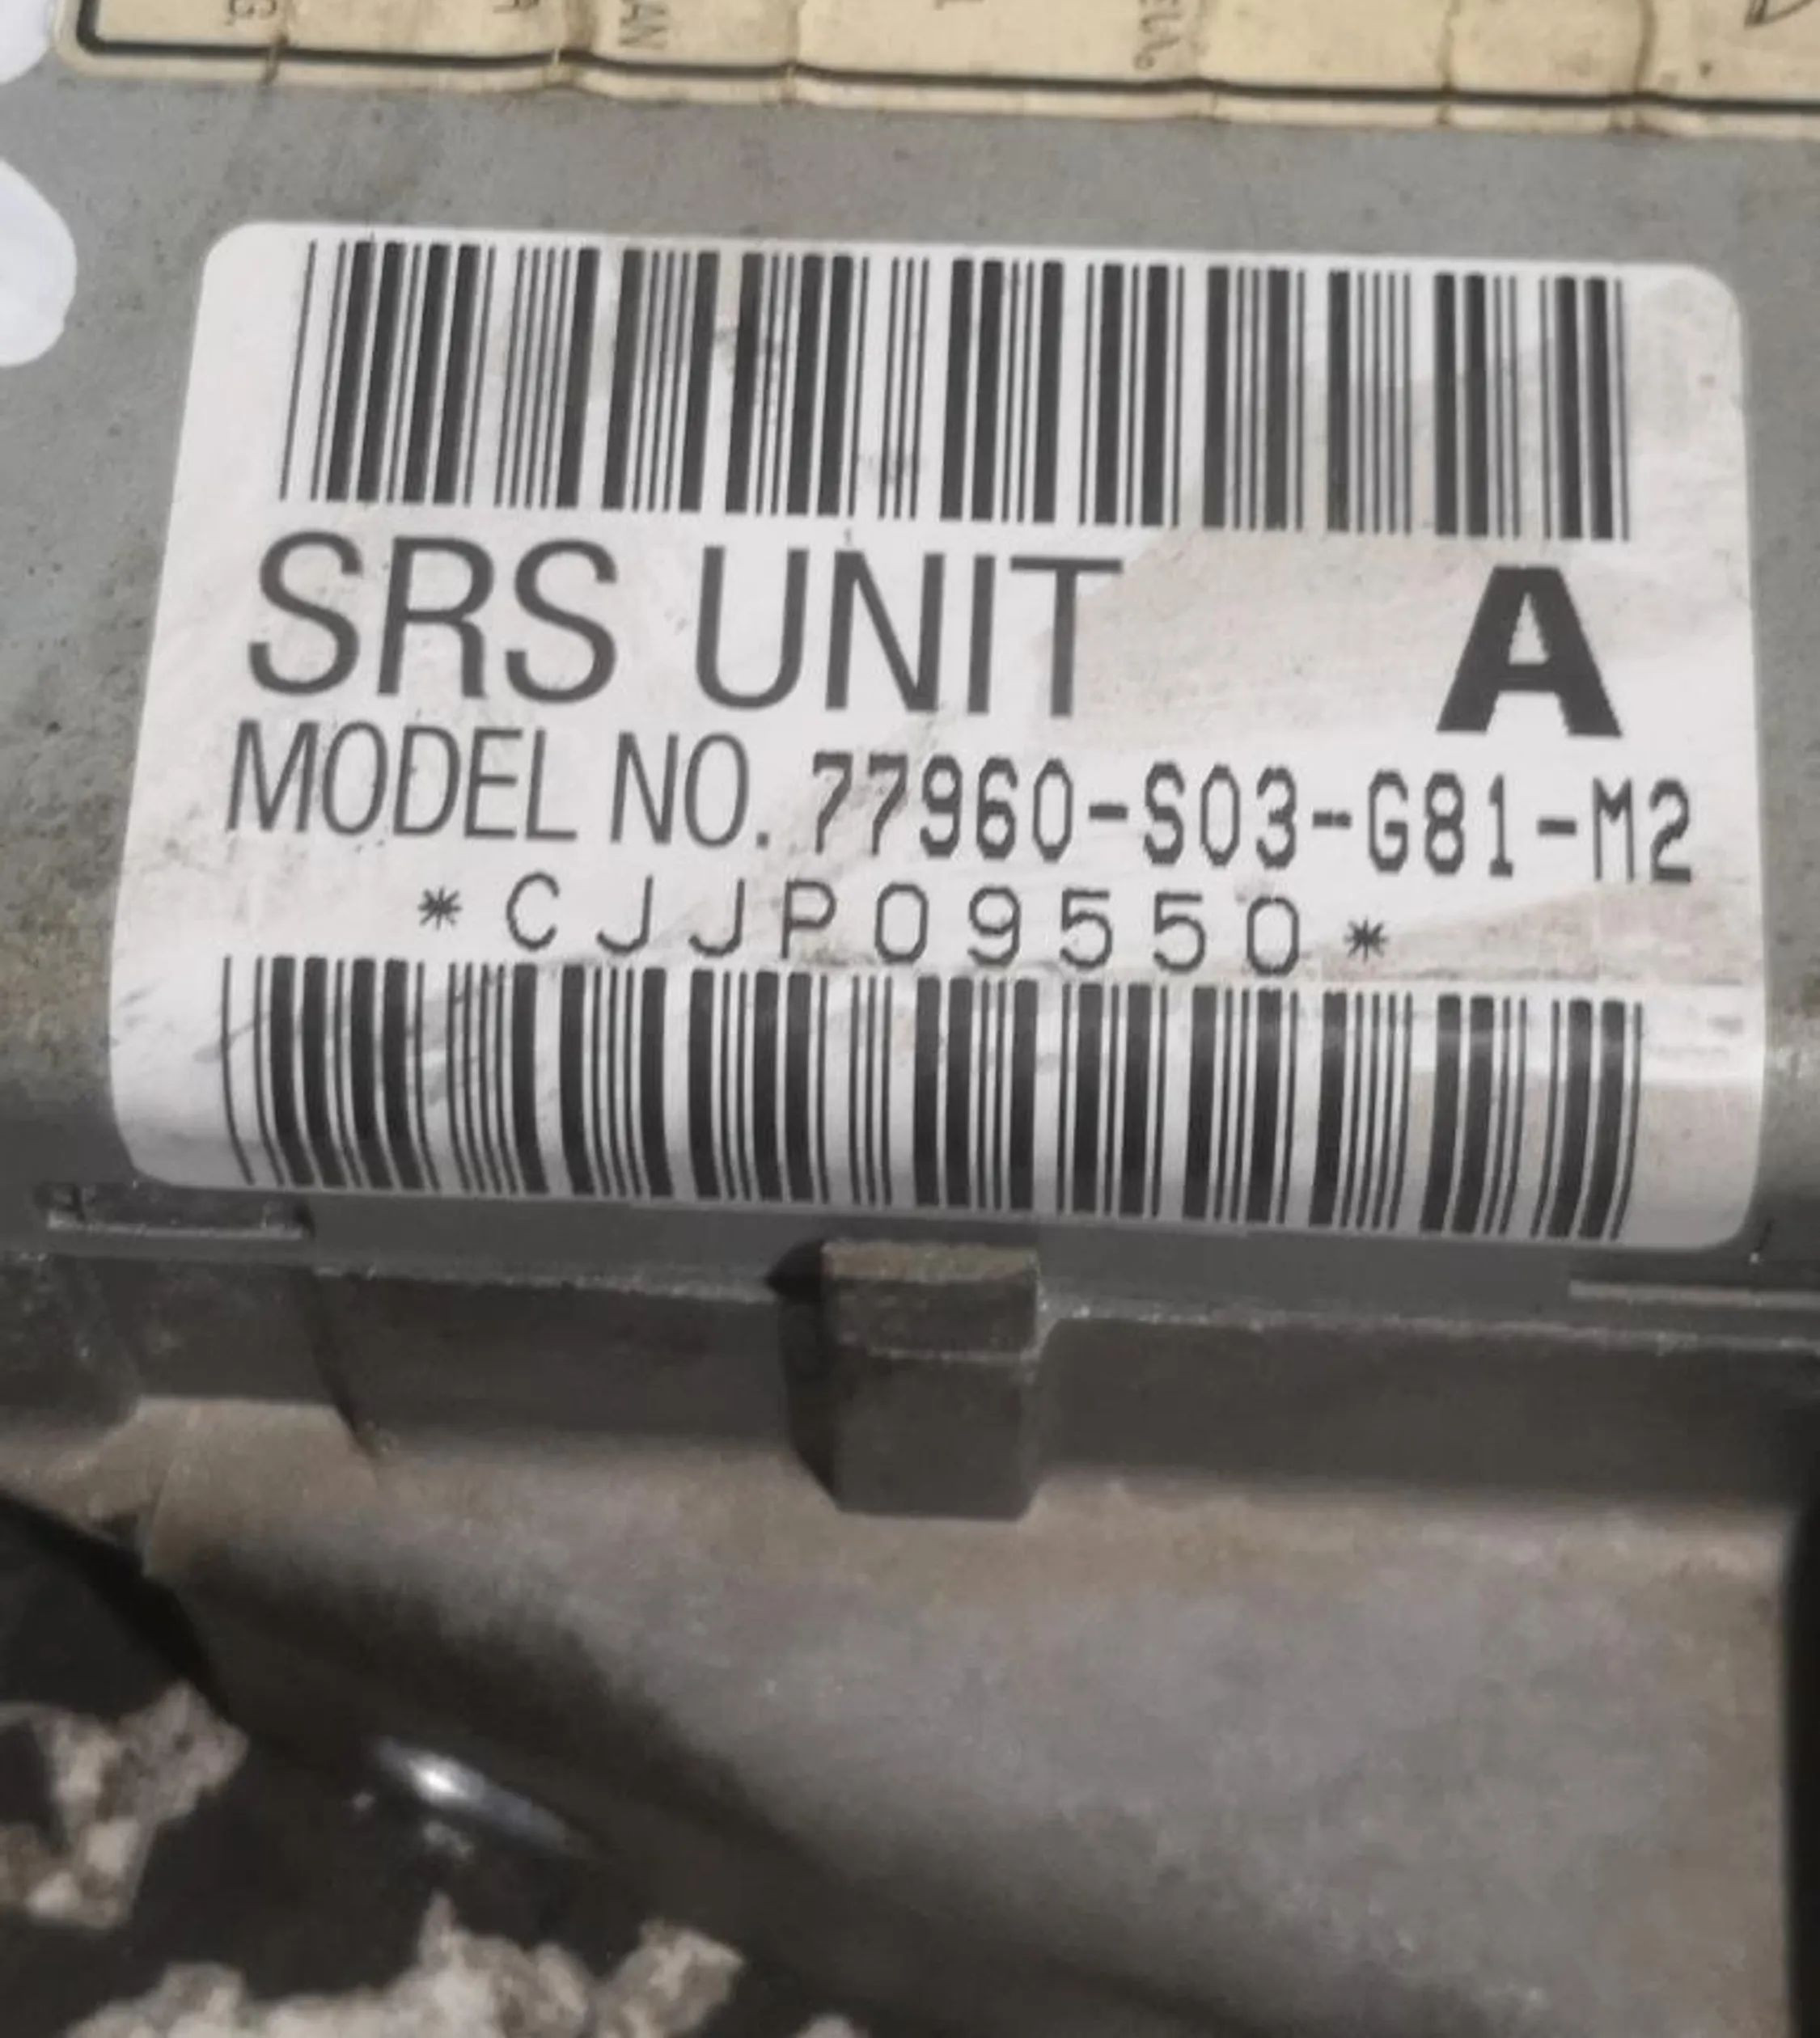 SRS UNIT A
MODEL NO. 77960-S03-G81-M2
*CJJP09550*